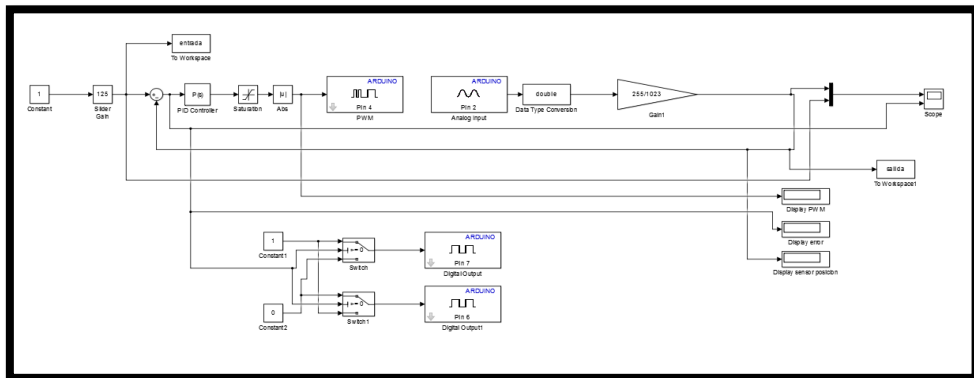 entrada
To Workspace
1
Constant
125
Slider
Gain
P(s)
PID Controller
Saturation
|u|
Abs
ARDUINO
Pin 4
PWM
ARDUINO
Pin 2
Analog Input
double
Data Type Conversion
255/1023
Gain1
Scope
salida
To Workspace1
Display PWM
Display error
Display sensor posicion
1
Constant1
Switch
ARDUINO
Pin 7
Digital Output
0
Constant2
Switch1
ARDUINO
Pin 6
Digital Output1